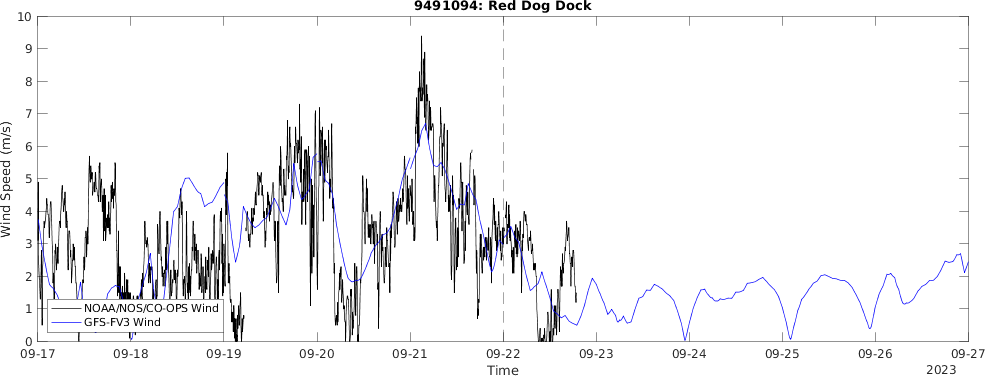 9491094: Red Dog Dock
10
9
8
7
6
5
4
3
2
1
0
Wind Speed (m/s)
NOAA/NOS/CO-OPS Wind
GFS-FV3 Wind
09-17 09-18 09-19 09-20 09-21 09-22 09-23 09-24 09-25 09-26 09-27
Time
2023